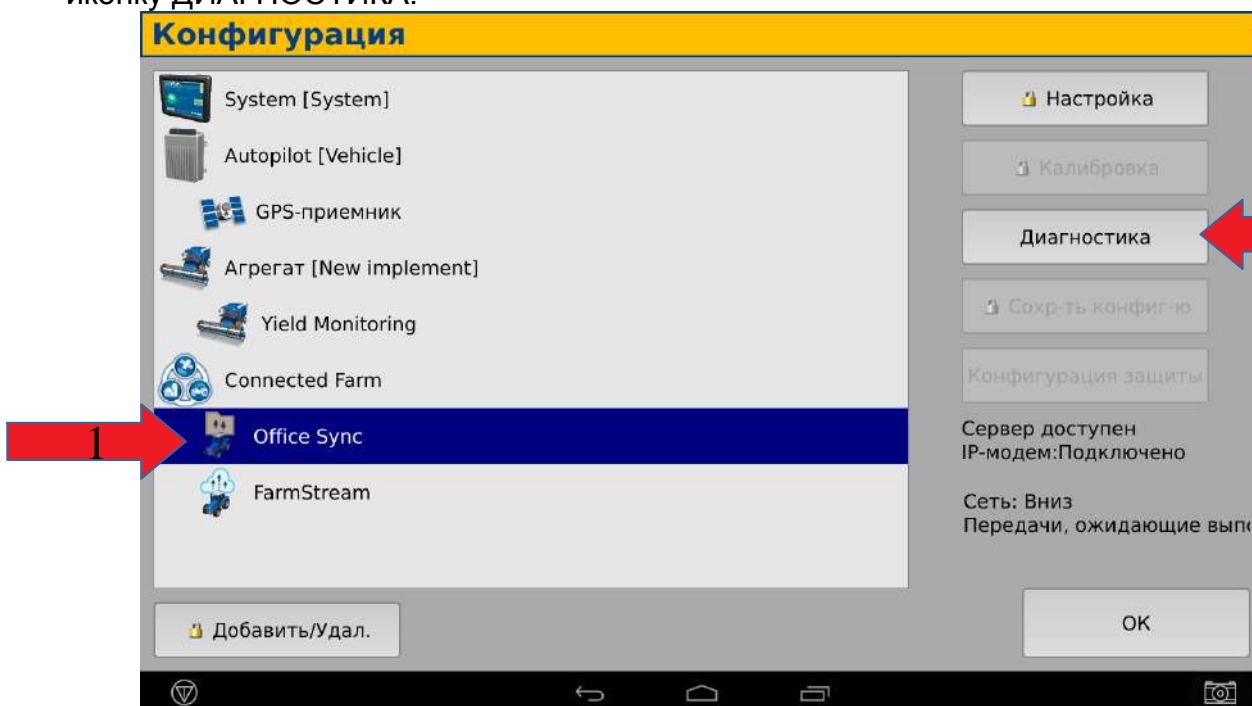 иконку ДИАГНОСТИКА:
Конфигурация
System [System]
Autopilot [Vehicle]
GPS-приемник
Агрегат [New implement]
Yield Monitoring
Connected Farm
Office Sync
FarmStream
1
Добавить/Удал.
Настройка
Калибровка
Диагностика
Сохр-ть конфиг-ю
Конфигурация защиты
Сервер доступен
IP-модем:Подключено
Сеть: Вниз
Передачи, ожидающие
OK